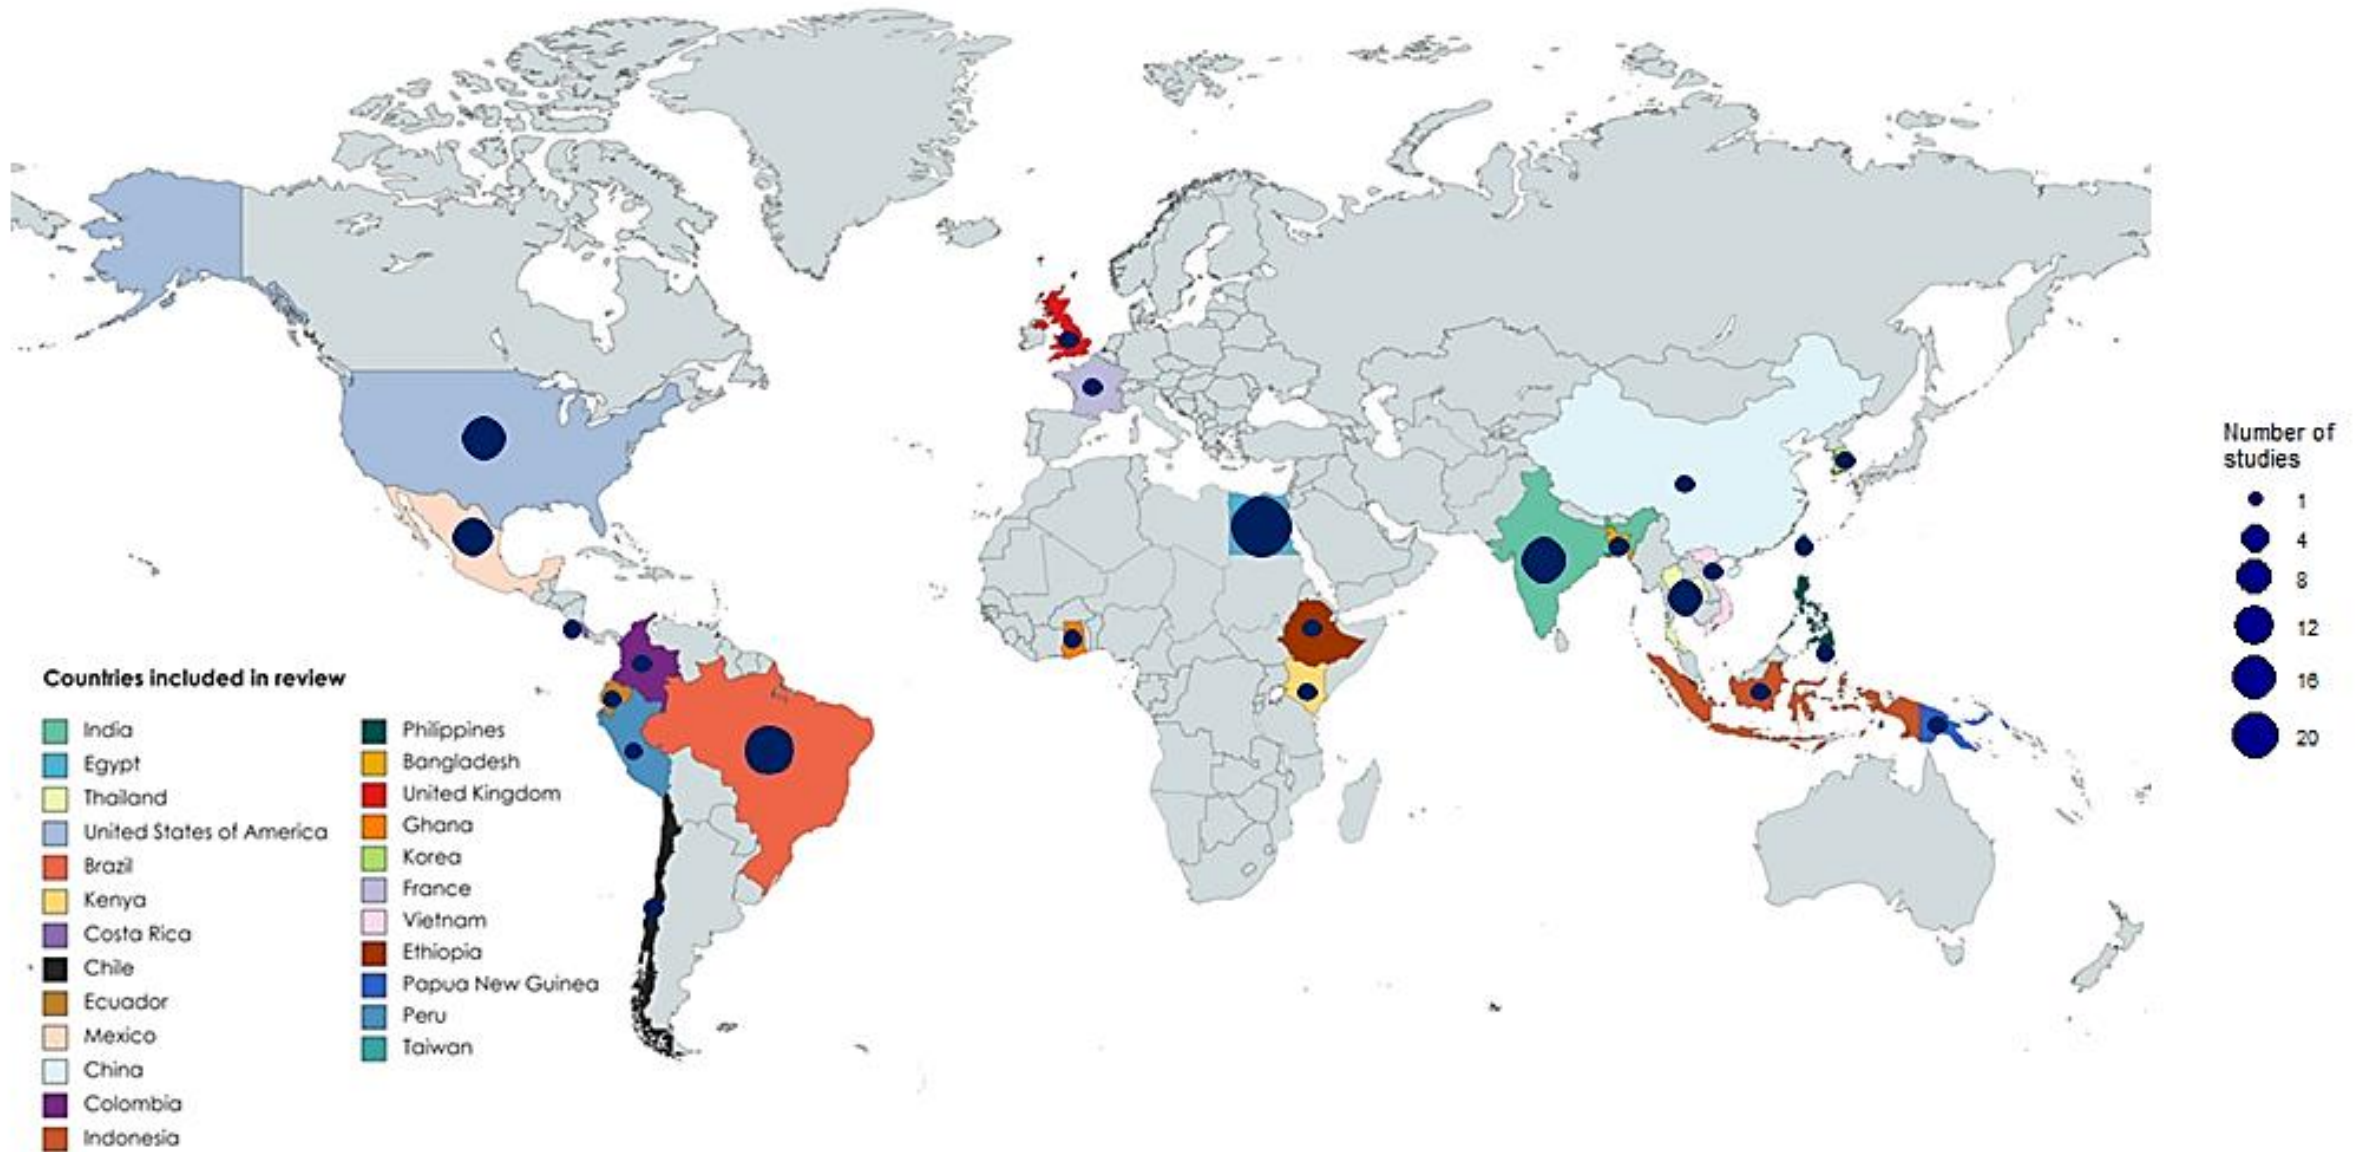 Number of
studies
1
4
8
12
16
20
Countries included in review
India
Egypt
Thailand
United States of America
Brazil
Kenya
Costa Rica
Chile
Ecuador
Mexico
China
Colombia
Indonesia
Philippines
Bangladesh
United Kingdom
Ghana
Korea
France
Vietnam
Ethiopia
Papua New Guinea
Peru
Taiwan